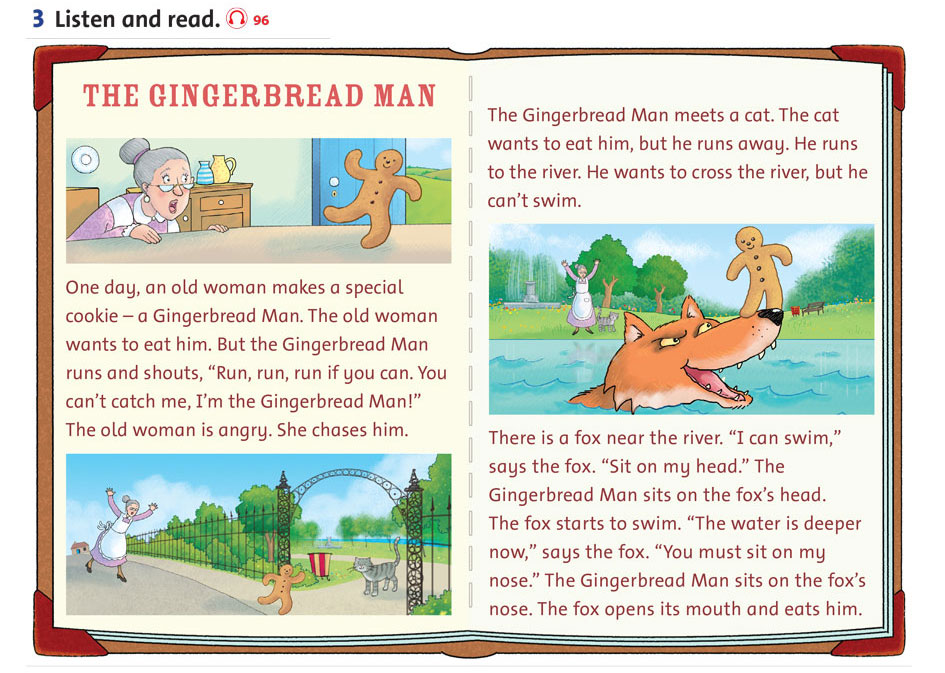 3 Listen and read. 96
THE GINGERBREAD MAN
One day, an old woman makes a special
cookie – a Gingerbread Man. The old woman
wants to eat him. But the Gingerbread Man
runs and shouts, “Run, run, run if you can. You
can’t catch me, I’m the Gingerbread Man!”
The old woman is angry. She chases him.
The Gingerbread Man meets a cat. The cat
wants to eat him, but he runs away. He runs
to the river. He wants to cross the river, but he
can’t swim.
There is a fox near the river. “I can swim,”
says the fox. “Sit on my head.” The
Gingerbread Man sits on the fox’s head.
The fox starts to swim. “The water is deeper
now,” says the fox. “You must sit on my
nose.” The Gingerbread Man sits on the fox’s
nose. The fox opens its mouth and eats him.